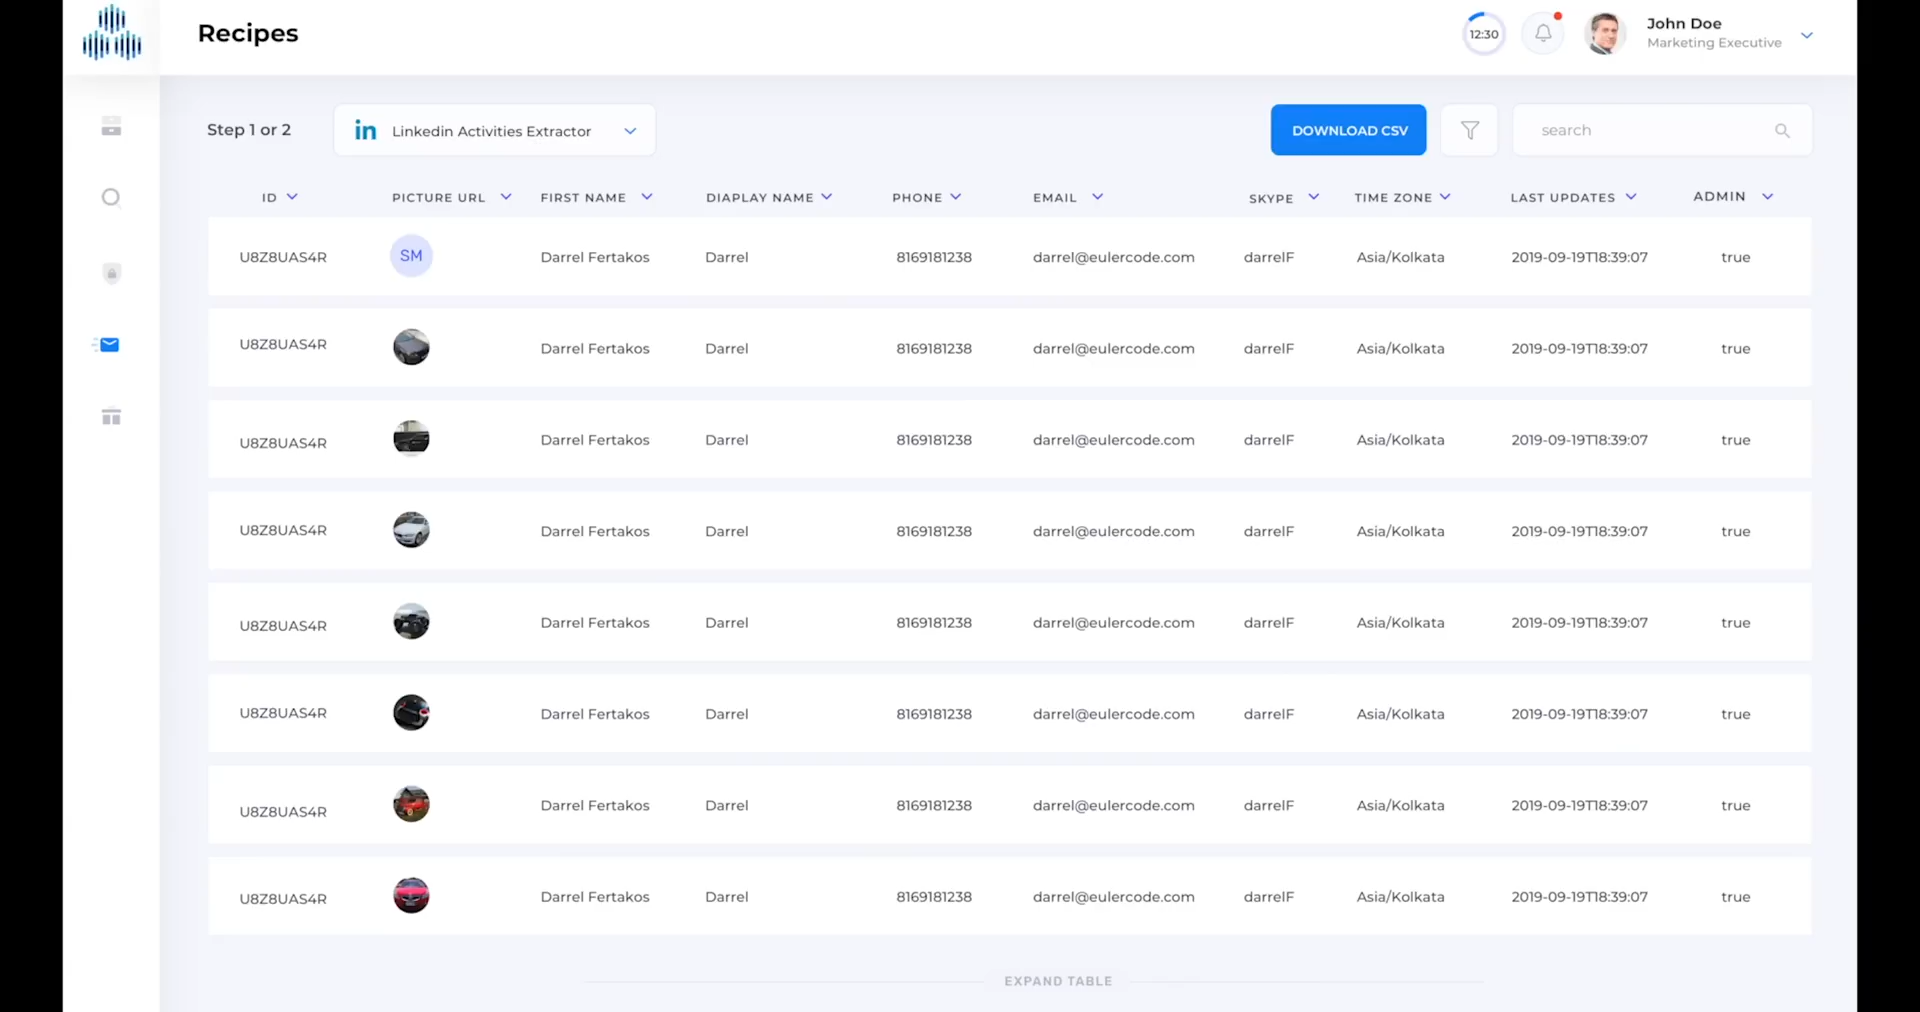 Recipes
12:30
John Doe
Marketing Executive
Step 1 or 2
in Linkedin Activities Extractor
DOWNLOAD CSV
search
ID PICTURE URL FIRST NAME DIAPLAY NAME PHONE EMAIL SKYPE TIME ZONE LAST UPDATES ADMIN
U8Z8UAS4R SM Darrel Fertakos Darrel 8169181238 darrel@eulercode.com darrelF Asia/Kolkata 2019-09-19T18:39:07 true
U8Z8UAS4R Darrel Fertakos Darrel 8169181238 darrel@eulercode.com darrelF Asia/Kolkata 2019-09-19T18:39:07 true
U8Z8UAS4R Darrel Fertakos Darrel 8169181238 darrel@eulercode.com darrelF Asia/Kolkata 2019-09-19T18:39:07 true
U8Z8UAS4R Darrel Fertakos Darrel 8169181238 darrel@eulercode.com darrelF Asia/Kolkata 2019-09-19T18:39:07 true
U8Z8UAS4R Darrel Fertakos Darrel 8169181238 darrel@eulercode.com darrelF Asia/Kolkata 2019-09-19T18:39:07 true
U8Z8UAS4R Darrel Fertakos Darrel 8169181238 darrel@eulercode.com darrelF Asia/Kolkata 2019-09-19T18:39:07 true
U8Z8UAS4R Darrel Fertakos Darrel 8169181238 darrel@eulercode.com darrelF Asia/Kolkata 2019-09-19T18:39:07 true
U8Z8UAS4R Darrel Fertakos Darrel 8169181238 darrel@eulercode.com darrelF Asia/Kolkata 2019-09-19T18:39:07 true
EXPAND TABLE